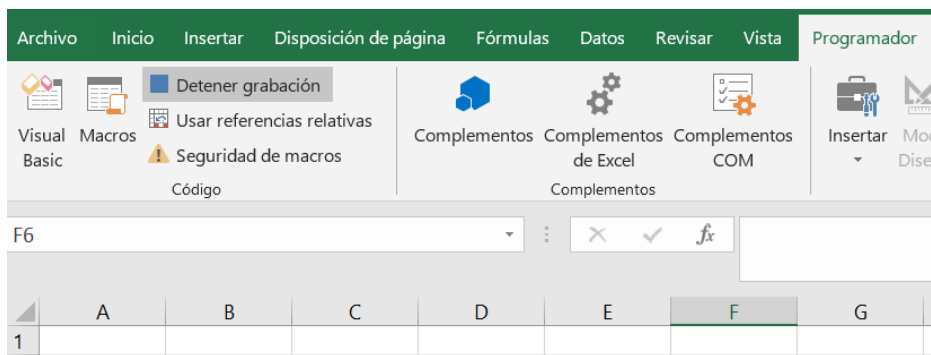 Archivo Inicio Insertar Disposición de página Fórmulas Datos Revisar Vista Programador
Detener grabación
Usar referencias relativas
Seguridad de macros
Visual Basic
Macros
Código
Complementos
Complementos de Excel
Complementos COM
Complementos
Insertar
F6
fx
A B C D E F G
1